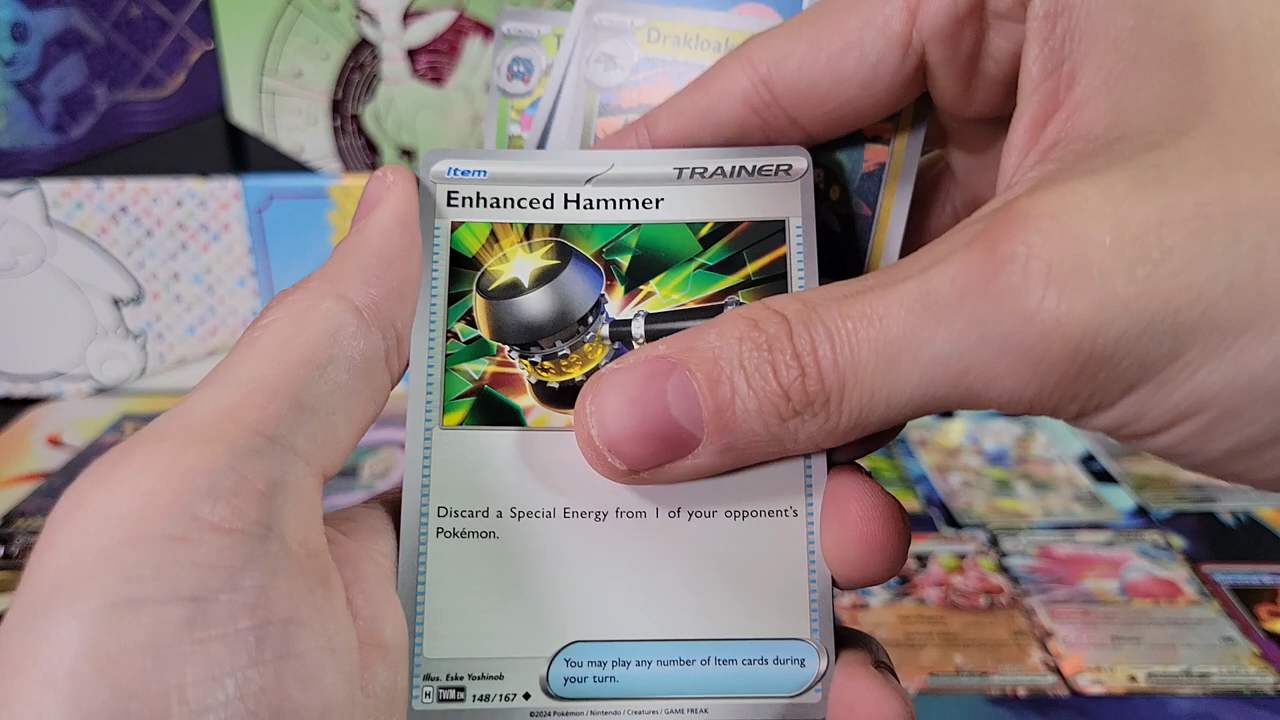 Drakloak
Item
TRAINER
Enhanced Hammer
Discard a Special Energy from 1 of your opponent's
Pokémon.
You may play any number of Item cards during
your turn.
Illus. Eske Yoshinob
H TWM EN 148/167
©2024 Pokémon / Nintendo / Creatures / GAME FREAK